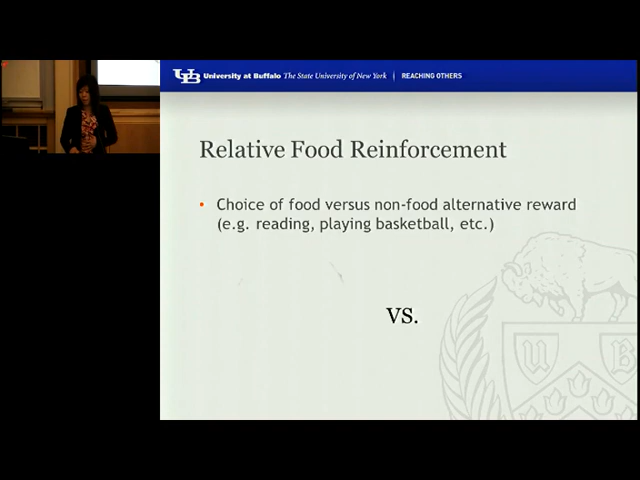 UB University at Buffalo The State University of New York | REACHING OTHERS
Relative Food Reinforcement
• Choice of food versus non-food alternative reward
(e.g. reading, playing basketball, etc.)
VS.
U B